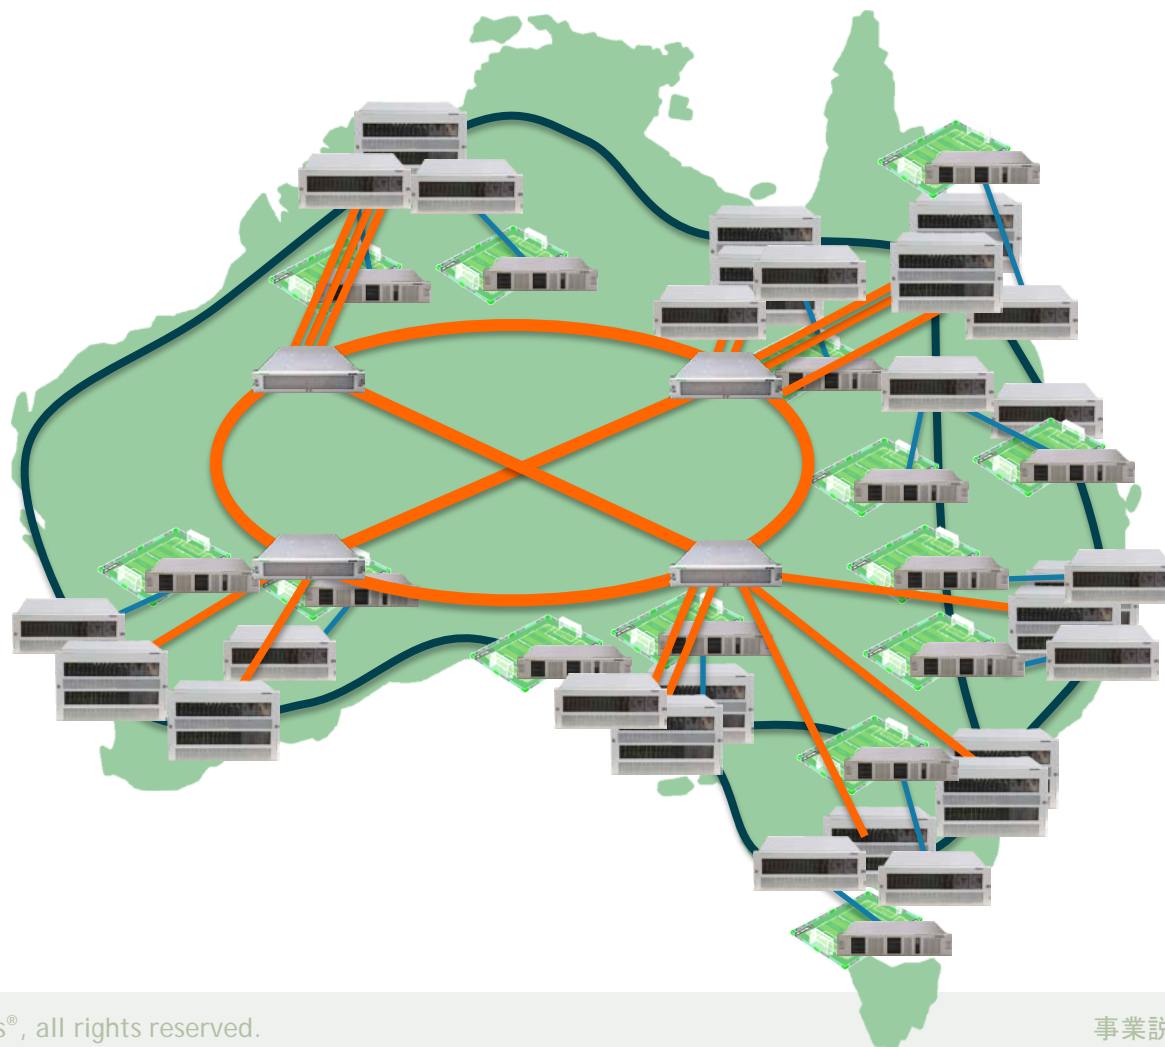 s®, all rights reserved.
事業説